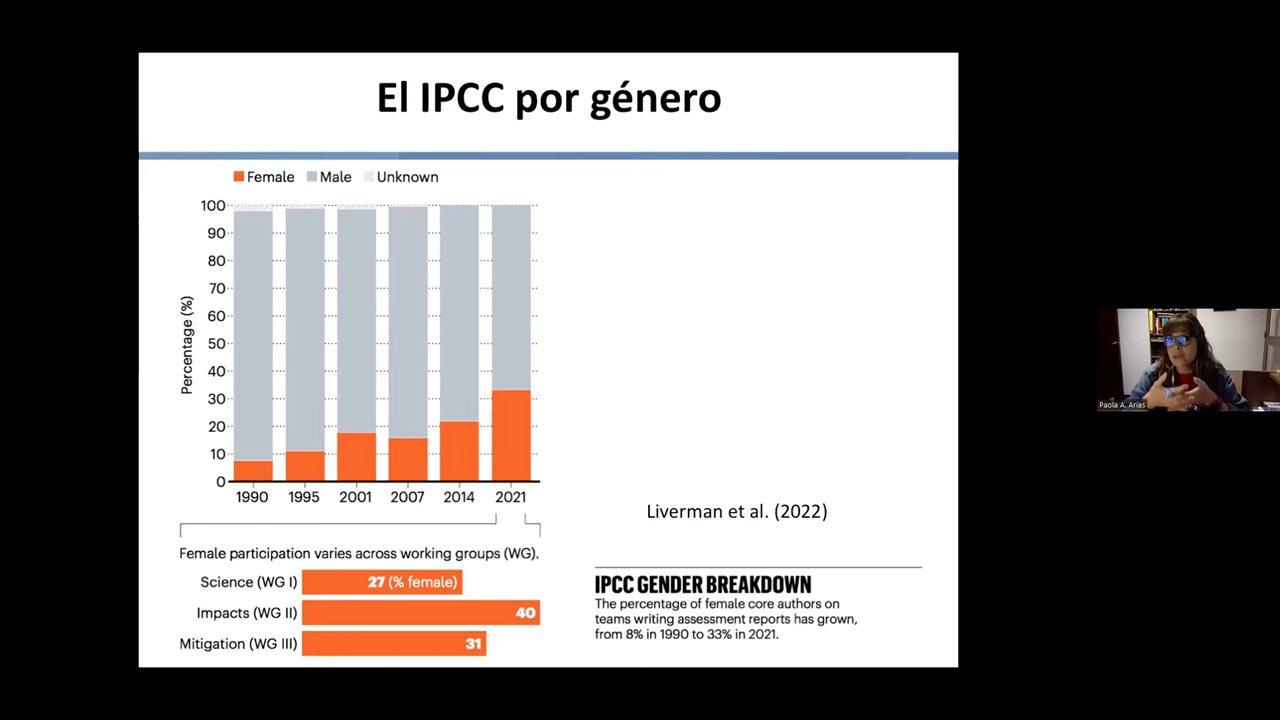 El IPCC por género
Female Male Unknown
100
90
80
70
60
50
40
30
20
10
0
Percentage (%)
1990 1995 2001 2007 2014 2021
Female participation varies across working groups (WG).
Science (WG I) 27 (% female)
Impacts (WG II) 40
Mitigation (WG III) 31
Liverman et al. (2022)
IPCC GENDER BREAKDOWN
The percentage of female core authors on
teams writing assessment reports has grown,
from 8% in 1990 to 33% in 2021.
Paola A. Arias